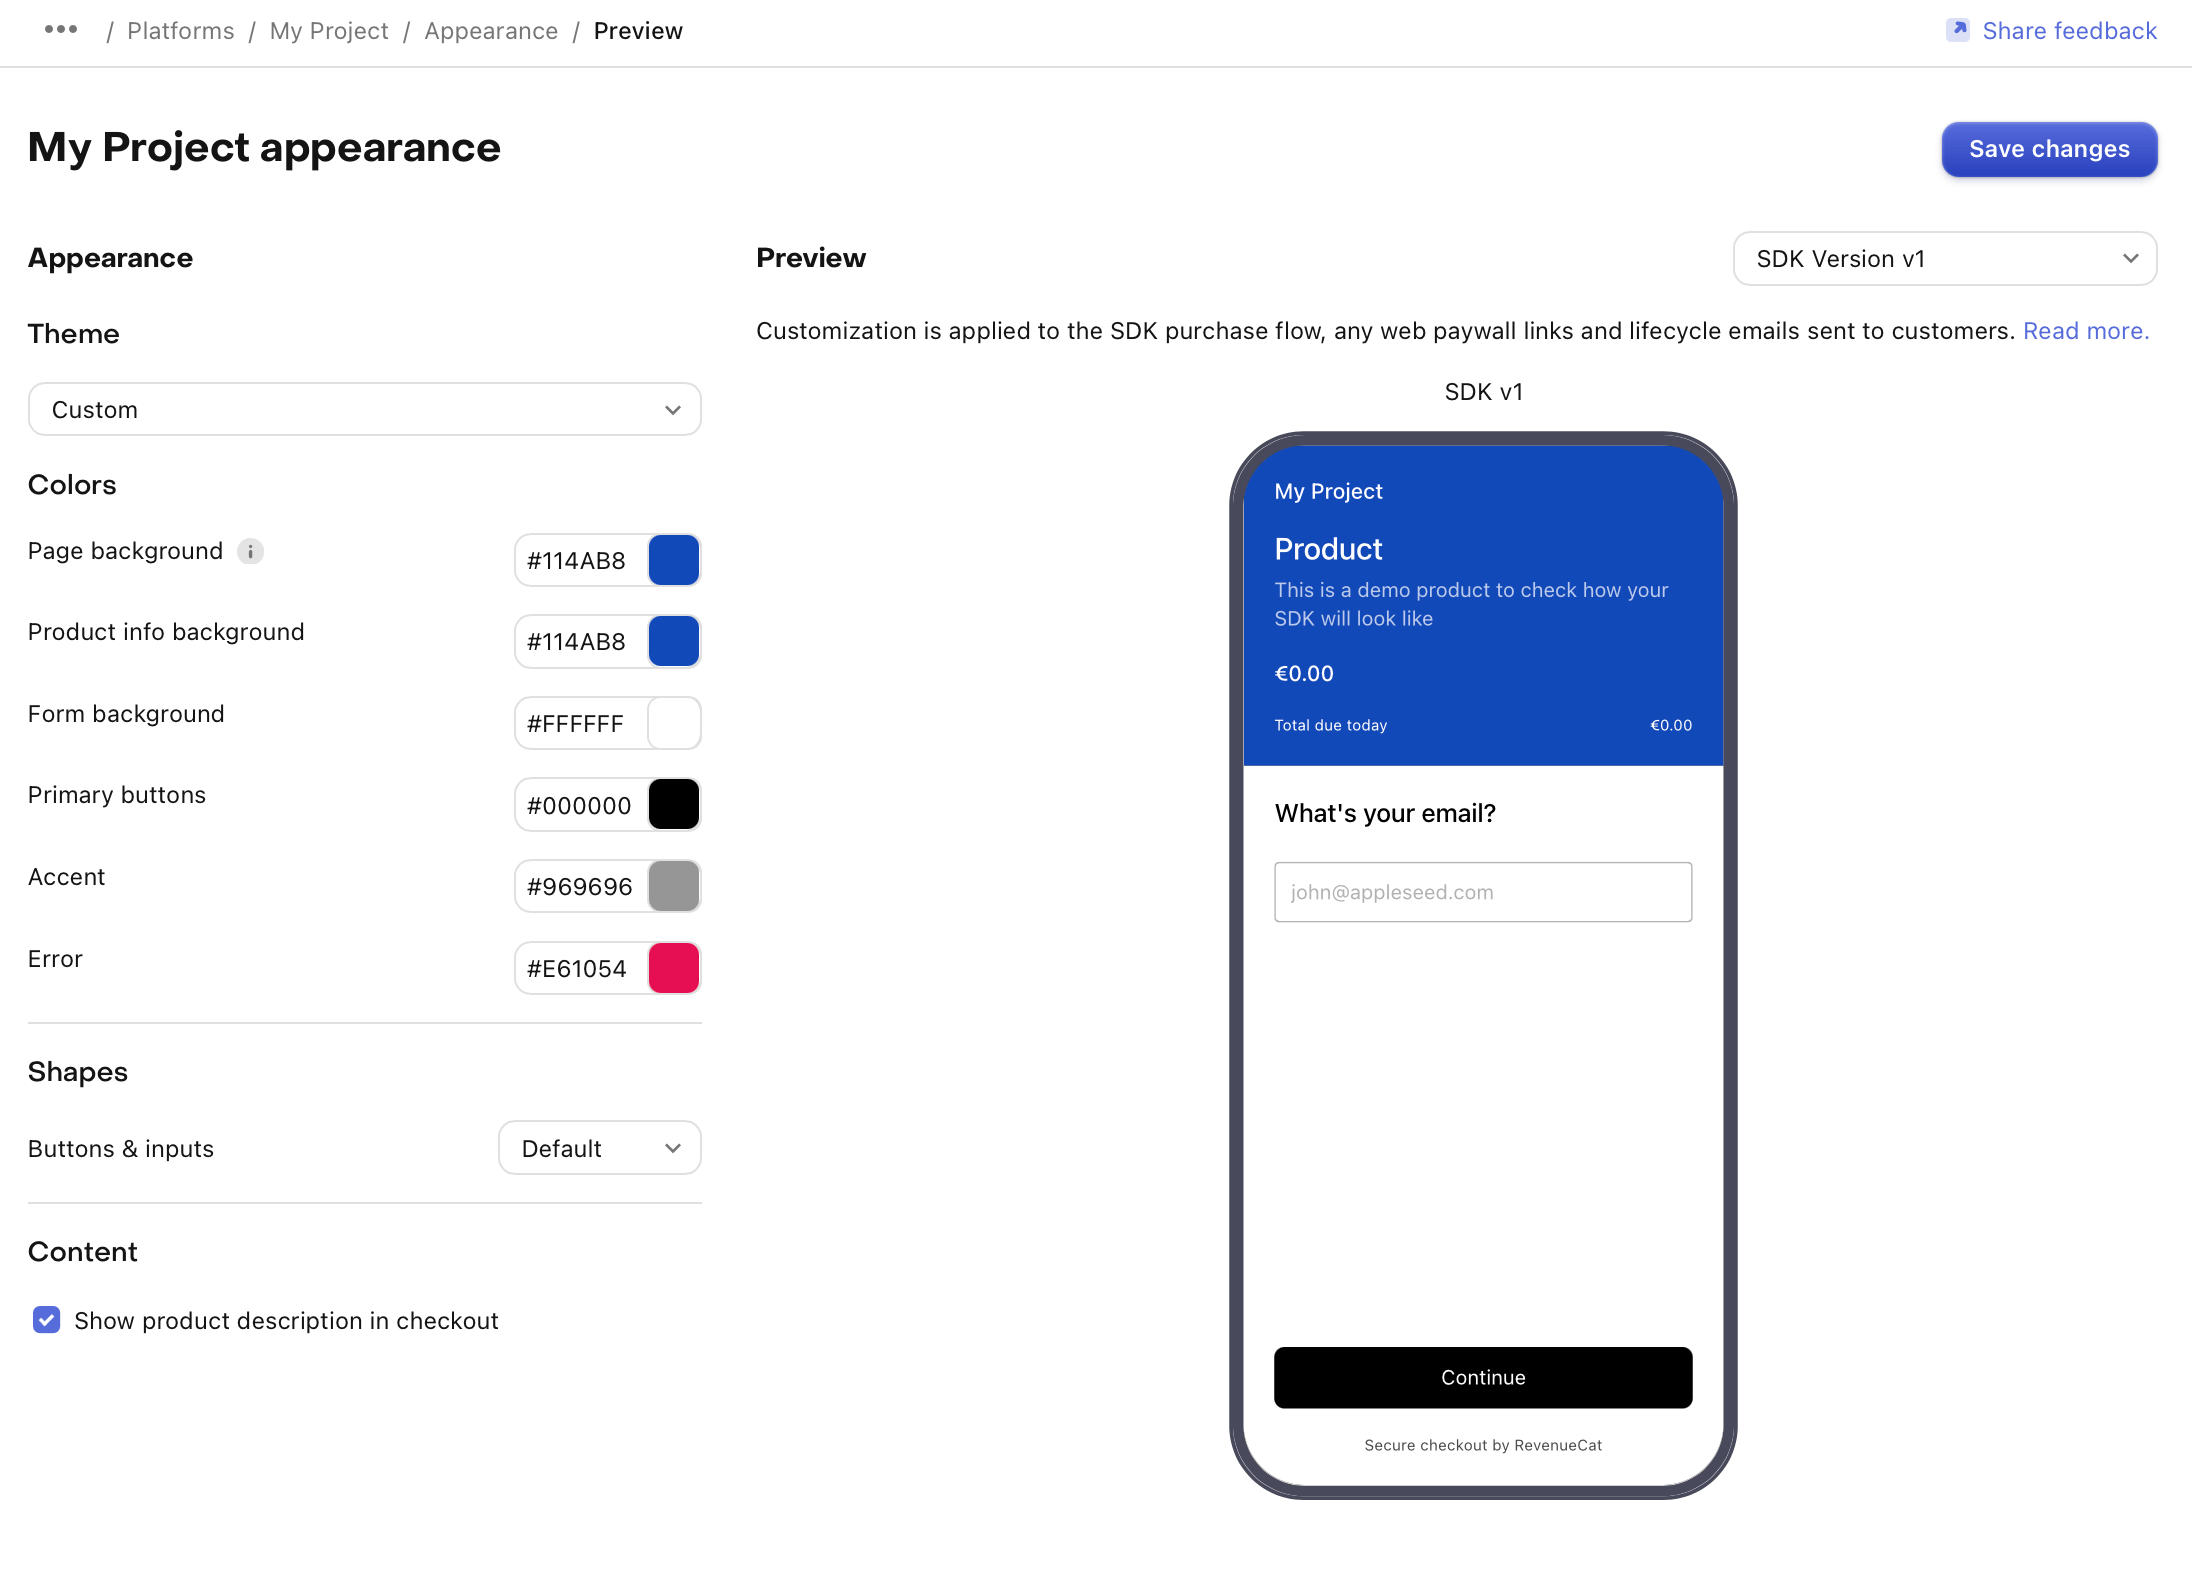 ••• / Platforms / My Project / Appearance / Preview
Share feedback
My Project appearance
Save changes
Appearance
Theme
Custom
Colors
Page background
#114AB8
Product info background
#114AB8
Form background
#FFFFFF
Primary buttons
#000000
Accent
#969696
Error
#E61054
Shapes
Buttons & inputs
Default
Content
Show product description in checkout
Preview
SDK Version v1
Customization is applied to the SDK purchase flow, any web paywall links and lifecycle emails sent to customers. Read more.
SDK v1
My Project
Product
This is a demo product to check how your
SDK will look like
€0.00
Total due today €0.00
What's your email?
john@appleseed.com
Continue
Secure checkout by RevenueCat